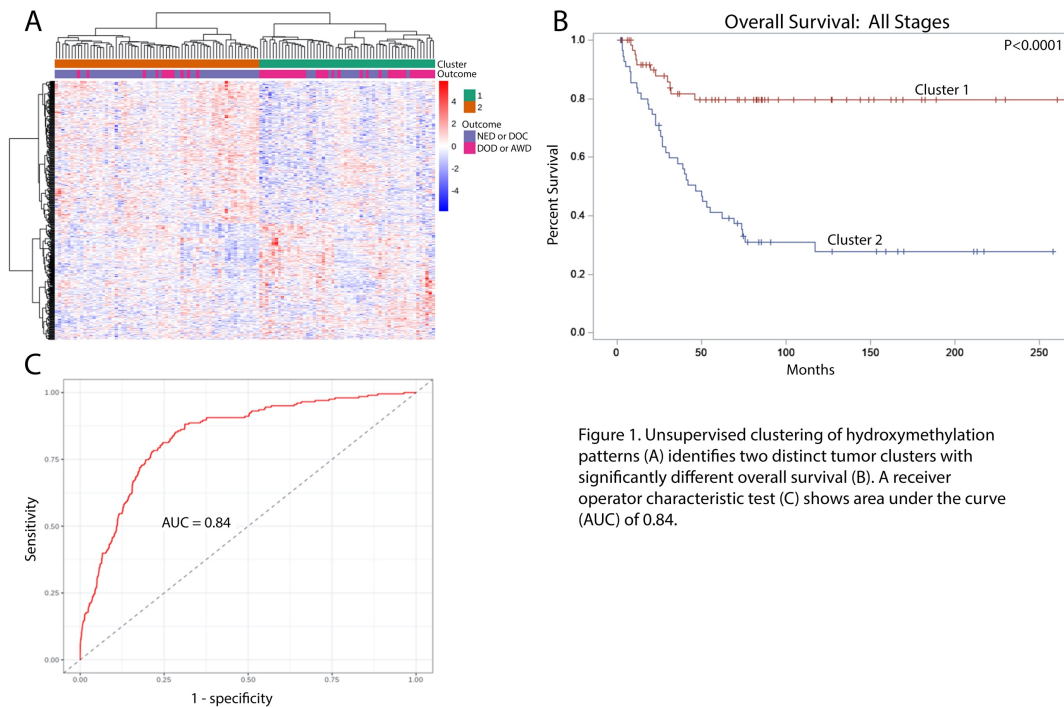 A
Cluster
Outcome
1
2
4
2
0
-2
-4
Outcome
NED or DOC
DOD or AWD
B
Overall Survival: All Stages
P<0.0001
Cluster 1
Cluster 2
Percent Survival
1.0
0.8
0.6
0.4
0.2
0.0
0 50 100 150 200 250
Months
C
Sensitivity
1.00
0.75
0.50
0.25
0.00
AUC = 0.84
0.00 0.25 0.50 0.75 1.00
1 - specificity
Figure 1. Unsupervised clustering of hydroxymethylation
patterns (A) identifies two distinct tumor clusters with
significantly different overall survival (B). A receiver
operator characteristic test (C) shows area under the curve
(AUC) of 0.84.